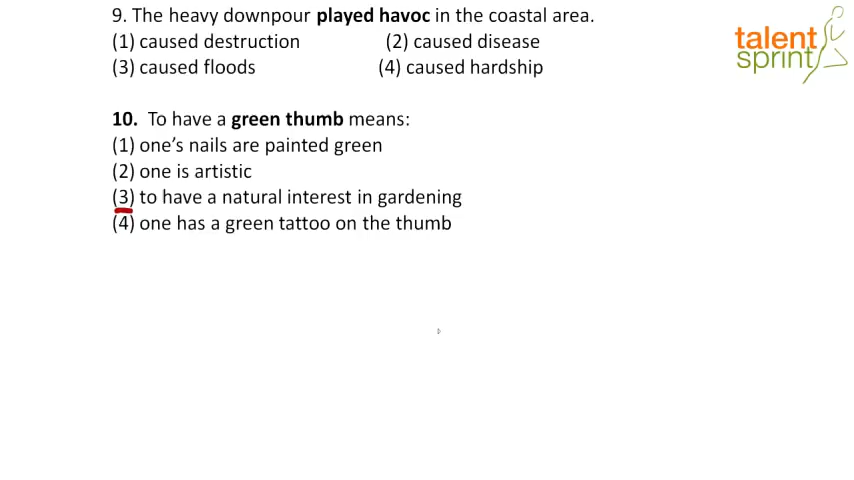 9. The heavy downpour played havoc in the coastal area.
(1) caused destruction (2) caused disease
(3) caused floods (4) caused hardship
talent
sprint
10. To have a green thumb means:
(1) one's nails are painted green
(2) one is artistic
(3) to have a natural interest in gardening
(4) one has a green tattoo on the thumb